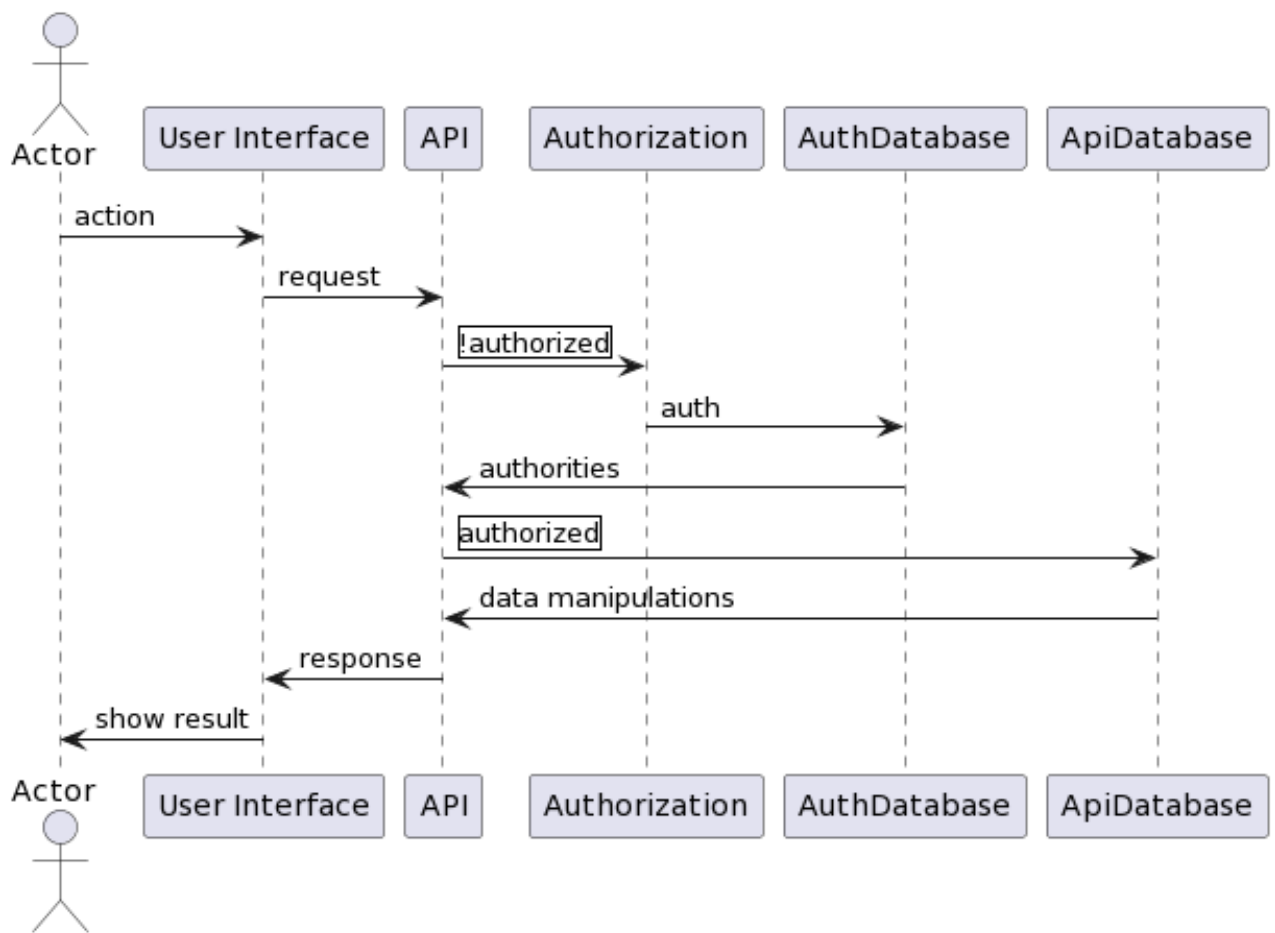 Actor
User Interface
API
Authorization
AuthDatabase
ApiDatabase
action
request
!authorized
auth
authorities
authorized
data manipulations
response
show result
Actor
User Interface
API
Authorization
AuthDatabase
ApiDatabase